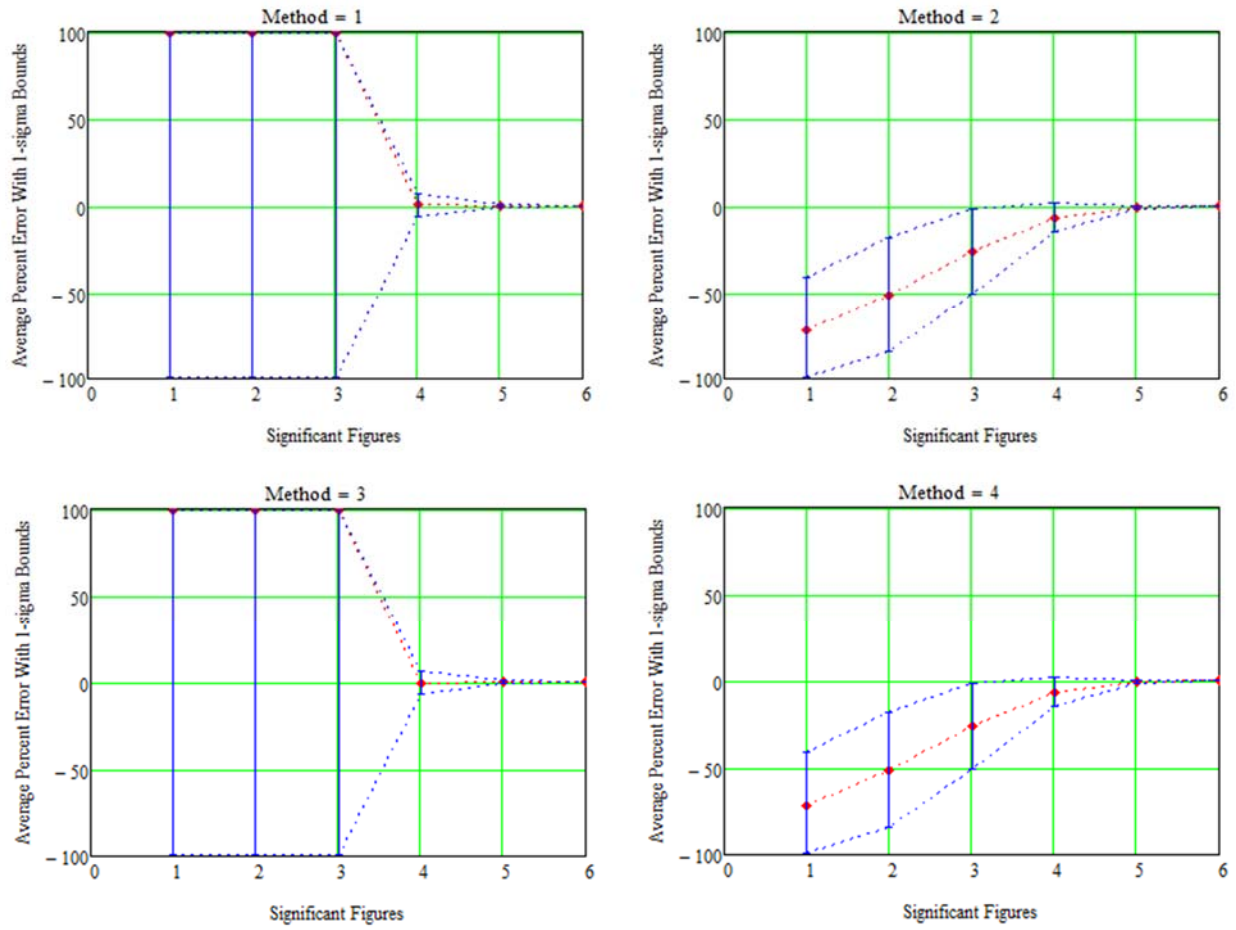 Method = 1
Average Percent Error With 1-sigma Bounds
100
50
0
− 50
− 100
0 1 2 3 4 5 6
Significant Figures
Method = 2
Average Percent Error With 1-sigma Bounds
100
50
0
− 50
− 100
0 1 2 3 4 5 6
Significant Figures
Method = 3
Average Percent Error With 1-sigma Bounds
100
50
0
− 50
− 100
0 1 2 3 4 5 6
Significant Figures
Method = 4
Average Percent Error With 1-sigma Bounds
100
50
0
− 50
− 100
0 1 2 3 4 5 6
Significant Figures